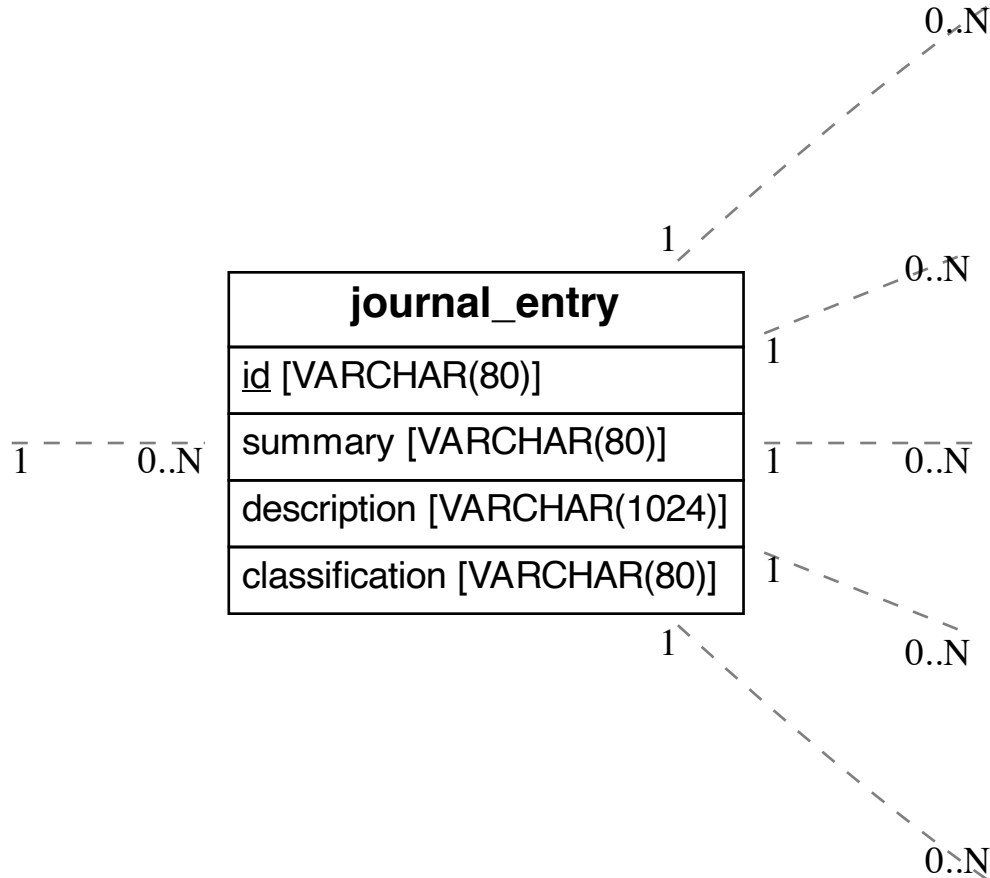 0..N
1
0..N
journal_entry
1
id [VARCHAR(80)]
summary [VARCHAR(80)]
1 0..N
1 0..N
description [VARCHAR(1024)]
1
classification [VARCHAR(80)]
1
0..N
0..N